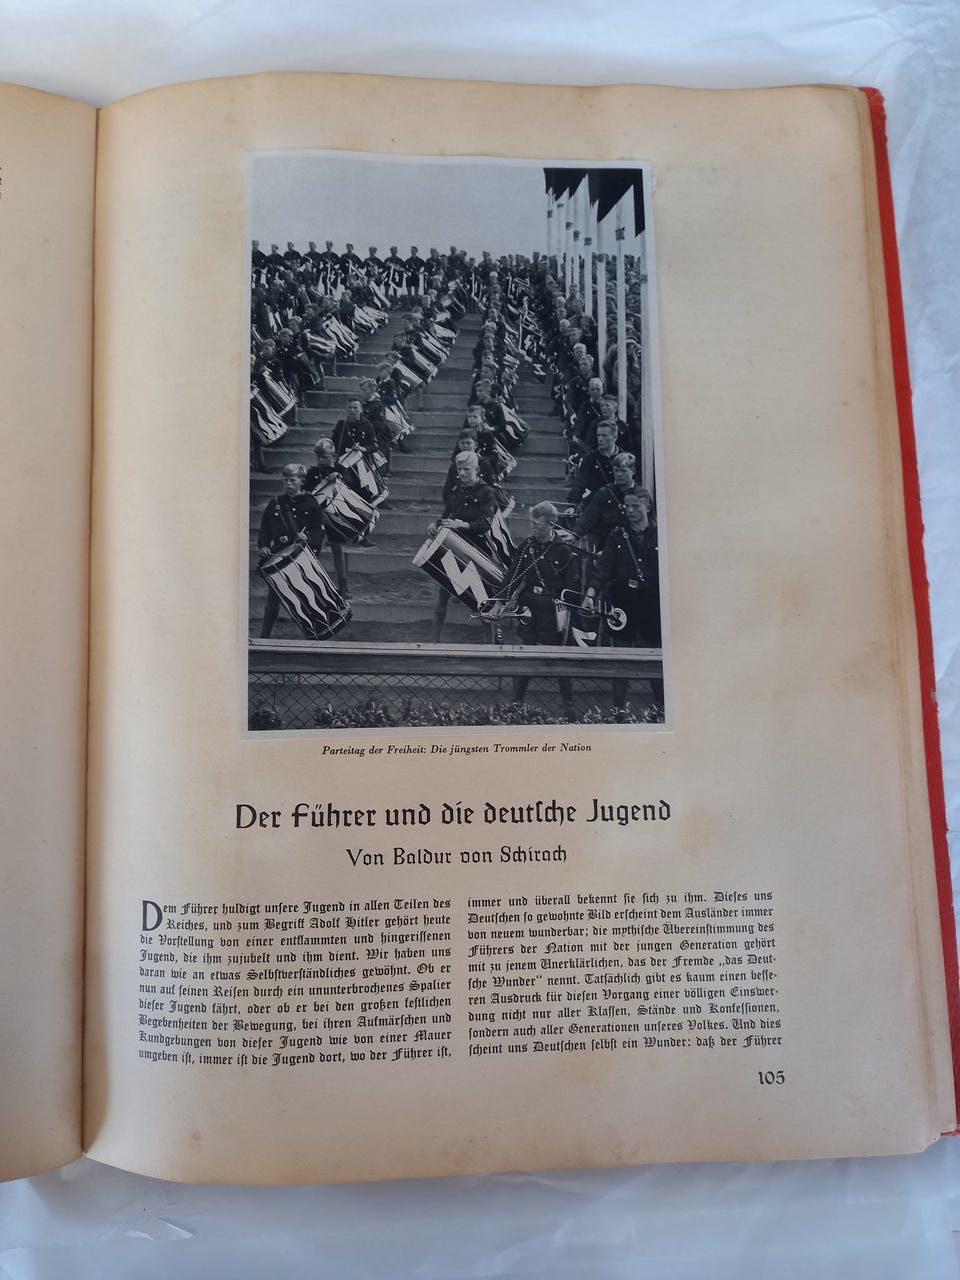 Parteitag der Freiheit: Die jüngsten Trommler der Nation
Der Führer und die deutſche Jugend
Von Baldur von Schirach
Dem Führer huldigt unſere Jugend in allen Teilen des
Reiches, und zum Begriff Adolf Hitler gehört heute
die Vorſtellung von einer entflammten und hingeriſſenen
Jugend, die ihm zujubelt und ihm dient. Wir haben uns
daran wie an etwas Selbſtverſtändliches gewöhnt. Ob er
nun auf ſeinen Reiſen durch ein ununterbrochenes Spalier
dieſer Jugend fährt, oder ob er bei den großen feſtlichen
Begebenheiten der Bewegung, bei ihren Aufmärſchen und
Kundgebungen von dieſer Jugend wie von einer Mauer
umgeben iſt, immer iſt die Jugend dort, wo der Führer iſt,
immer und überall bekennt ſie ſich zu ihm. Dieſes uns
Deutſchen ſo gewohnte Bild erſcheint dem Ausländer immer
von neuem wunderbar; die mythiſche Übereinſtimmung des
Führers der Nation mit der jungen Generation gehört
mit zu jenem Unerklärlichen, das der Fremde „das Deut-
ſche Wunder“ nennt. Tatſächlich gibt es kaum einen beſſe-
ren Ausdruck für dieſen Vorgang einer völligen Einswer-
dung nicht nur aller Klaſſen, Stände und Konfeſſionen,
ſondern auch aller Generationen unſeres Volkes. Und dies
ſcheint uns Deutſchen ſelbſt ein Wunder: daß der Führer
105